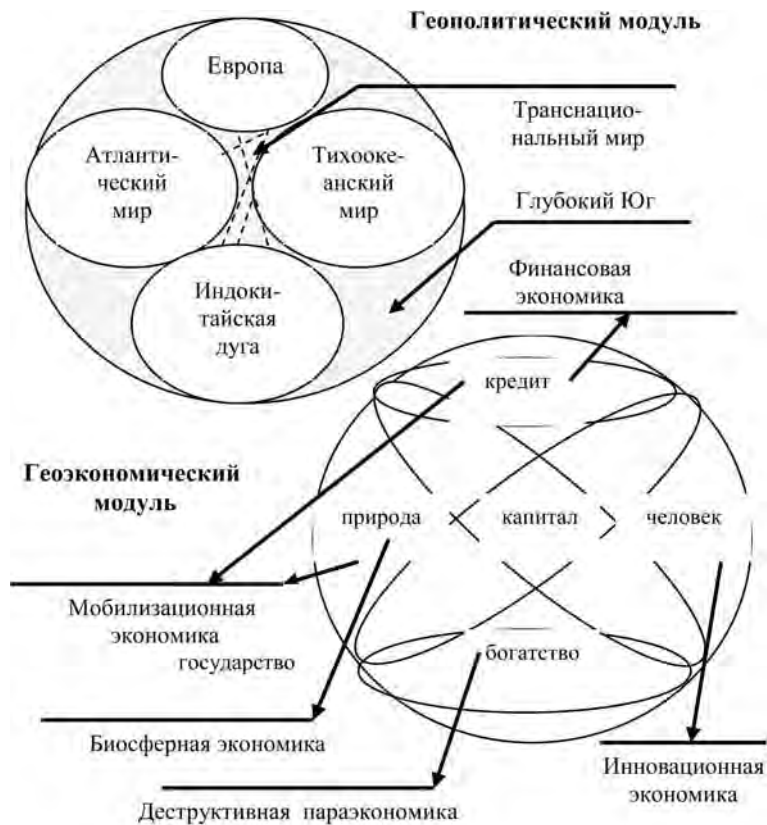 Геополитический модуль
Европа
Транснацио-
нальный мир
Атланти-
ческий
мир
Тихооке-
анский
мир
Глубокий Юг
Индоки-
тайская
дуга
Финансовая
экономика
кредит
Геоэкономический
модуль
природа
капитал
человек
Мобилизационная
экономика
государство
богатство
Биосферная экономика
Инновационная
экономика
Деструктивная параэкономика